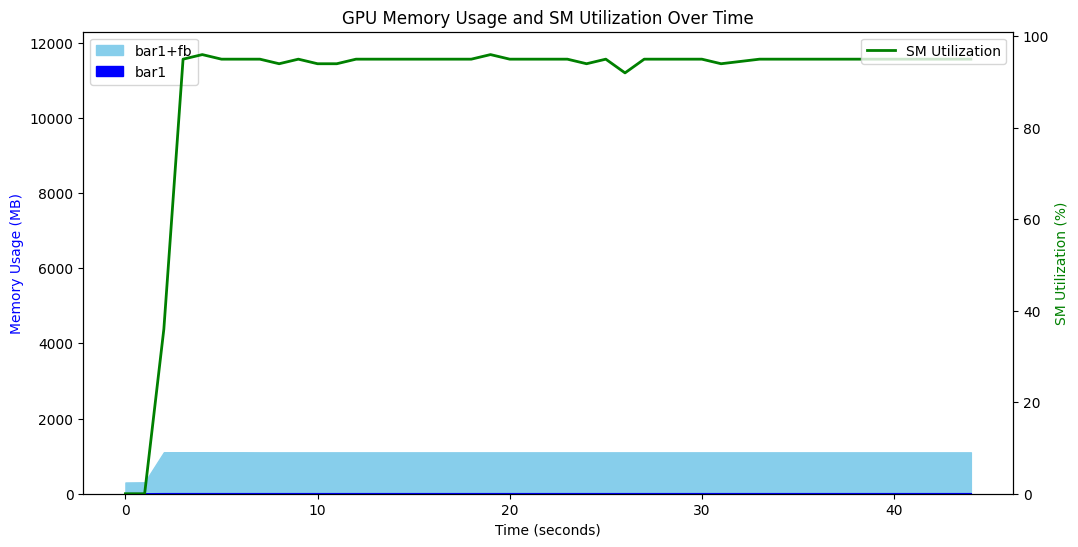 GPU Memory Usage and SM Utilization Over Time
bar1+fb
bar1
SM Utilization
Memory Usage (MB)
12000
10000
8000
6000
4000
2000
0
SM Utilization (%)
100
80
60
40
20
0
0 10 20 30 40
Time (seconds)